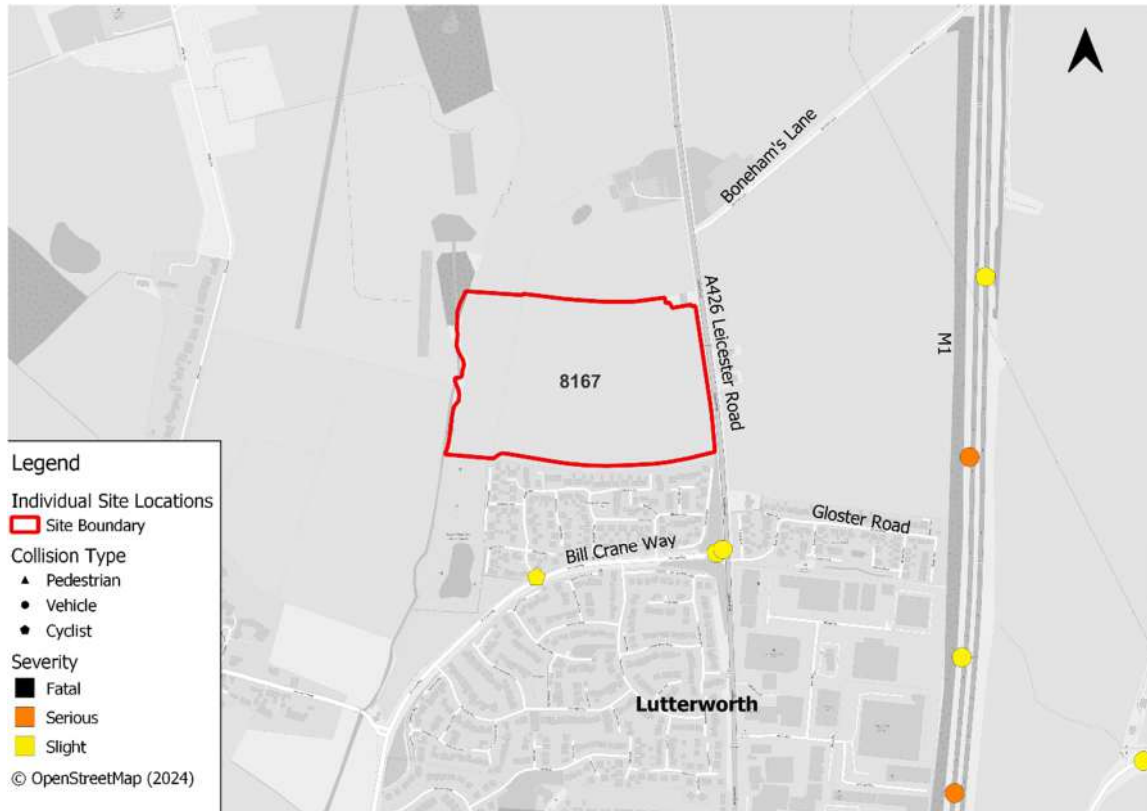 Boneham's Lane
A426 Leicester Road
M1
8167
Gloster Road
Bill Crane Way
Lutterworth
Legend
Individual Site Locations
Site Boundary
Collision Type
Pedestrian
Vehicle
Cyclist
Severity
Fatal
Serious
Slight
© OpenStreetMap (2024)